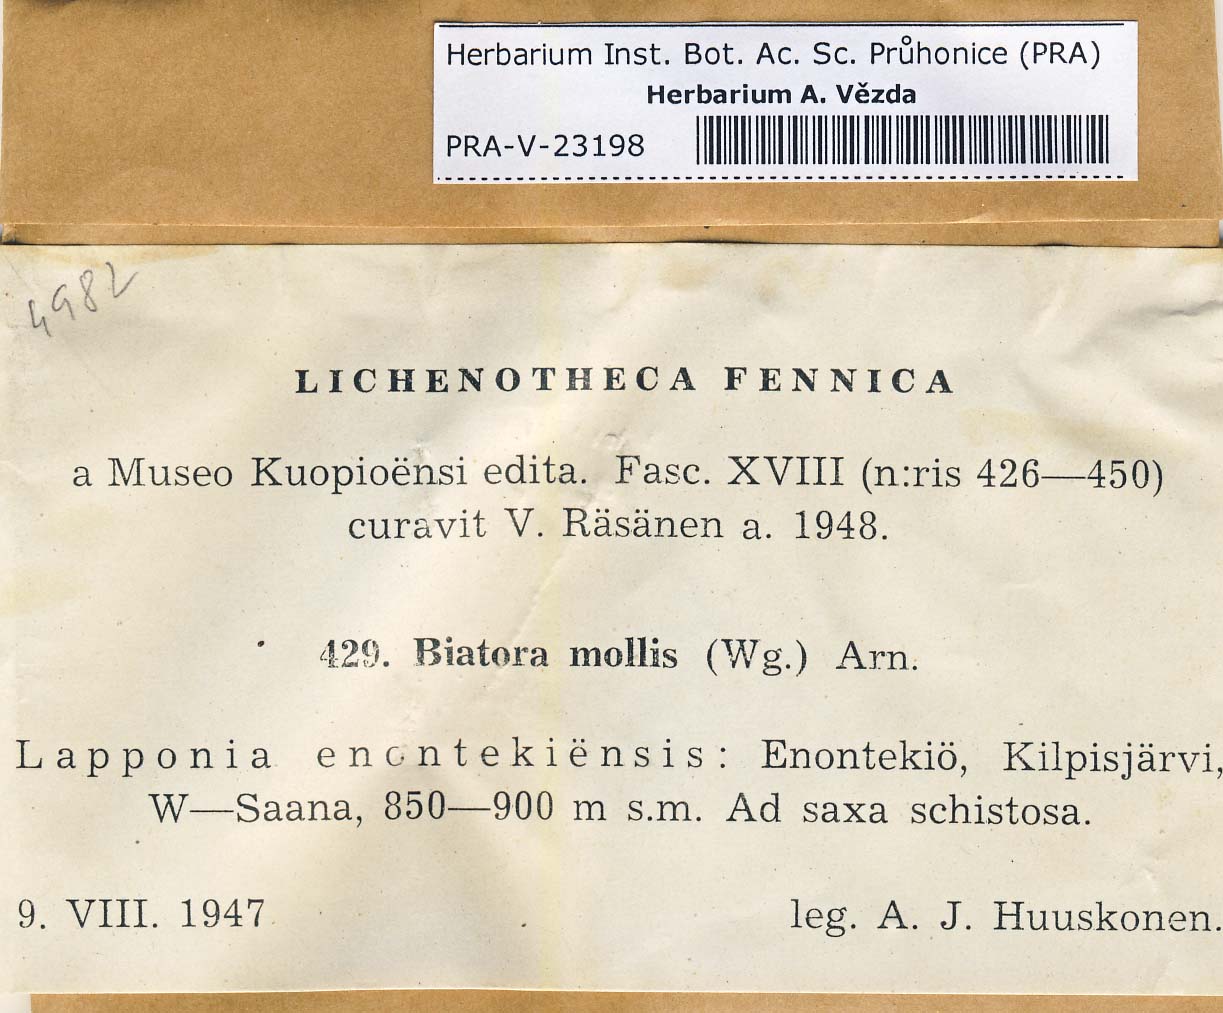 Herbarium Inst. Bot. Ac. Sc. Průhonice (PRA)
Herbarium A. Vězda
PRA-V-23198
4982
LICHENOTHECA FENNICA
a Museo Kuopioënsi edita. Fasc. XVIII (n:ris 426—450)
curavit V. Räsänen a. 1948.
429. Biatora mollis (Wg.) Arn.
Lapponia enontekiënsis: Enontekiö, Kilpisjärvi,
W—Saana, 850—900 m s.m. Ad saxa schistosa.
9. VIII. 1947
leg. A. J. Huuskonen.